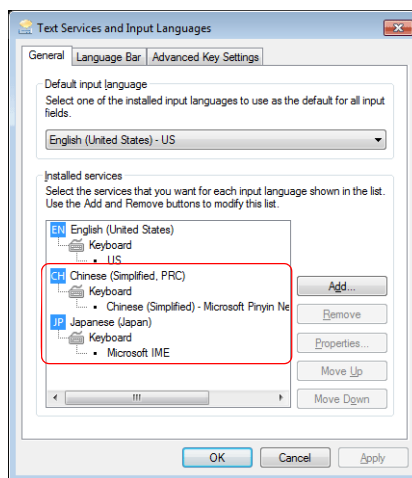 Text Services and Input Languages
General Language Bar Advanced Key Settings
Default input language
Select one of the installed input languages to use as the default for all input
fields.
English (United States) - US
Installed services
Select the services that you want for each input language shown in the list.
Use the Add and Remove buttons to modify this list.
EN English (United States)
Keyboard
US
CH Chinese (Simplified, PRC)
Keyboard
Chinese (Simplified) - Microsoft Pinyin Ne
JP Japanese (Japan)
Keyboard
Microsoft IME
Add...
Remove
Properties...
Move Up
Move Down
OK Cancel Apply